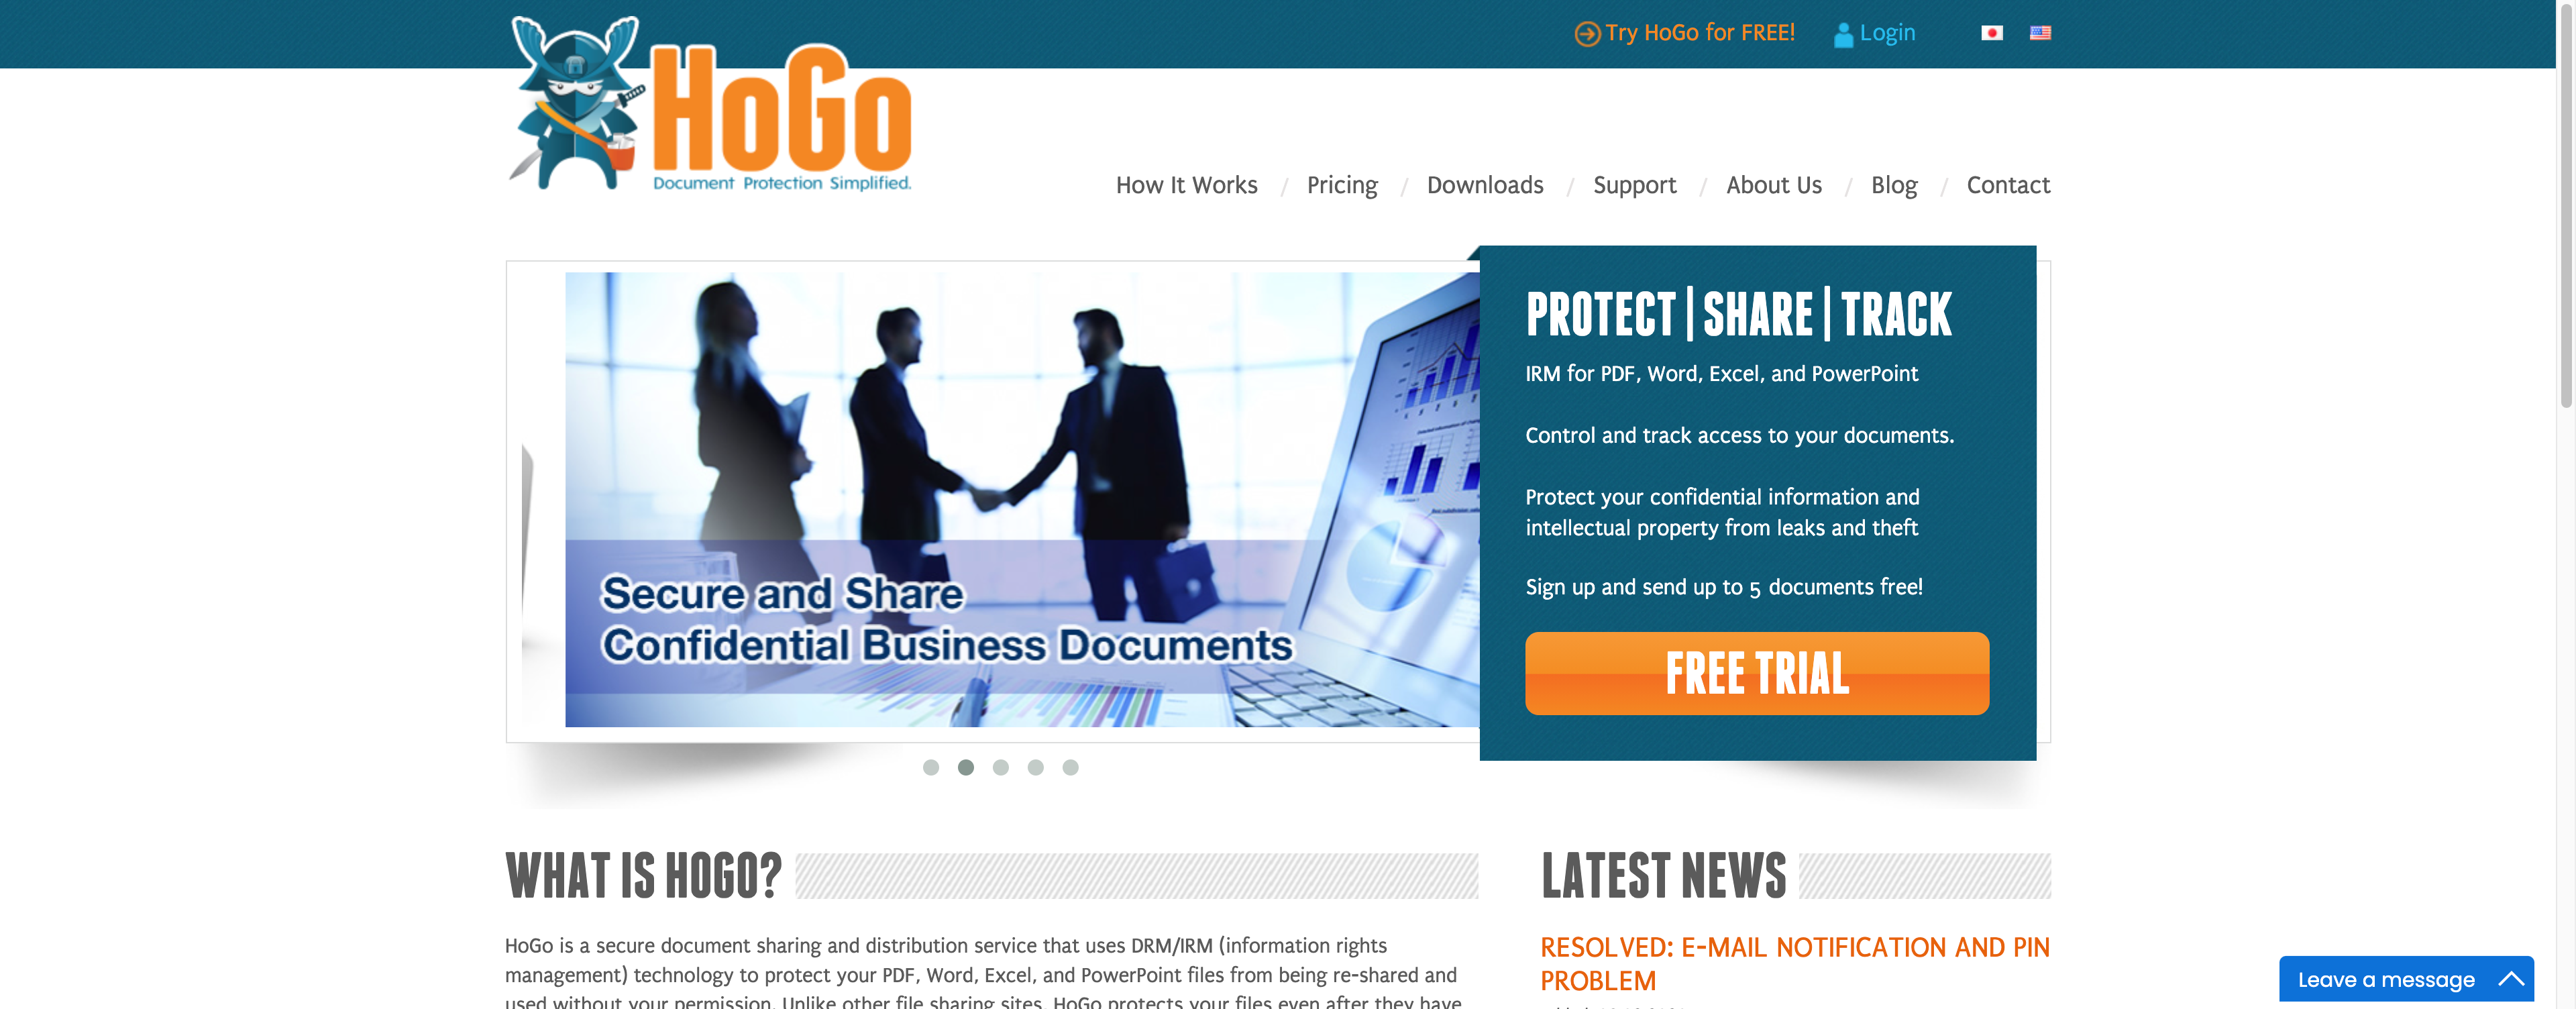 Try HoGo for FREE!
Login
HoGo
Document Protection Simplified.
How It Works / Pricing / Downloads / Support / About Us / Blog / Contact
Secure and Share
Confidential Business Documents
PROTECT | SHARE | TRACK
IRM for PDF, Word, Excel, and PowerPoint
Control and track access to your documents.
Protect your confidential information and
intellectual property from leaks and theft
Sign up and send up to 5 documents free!
FREE TRIAL
WHAT IS HOGO?
HoGo is a secure document sharing and distribution service that uses DRM/IRM (information rights
management) technology to protect your PDF, Word, Excel, and PowerPoint files from being re-shared and
used without your permission. Unlike other file sharing sites, HoGo protects your files even after they have
LATEST NEWS
RESOLVED: E-MAIL NOTIFICATION AND PIN
PROBLEM
Leave a message